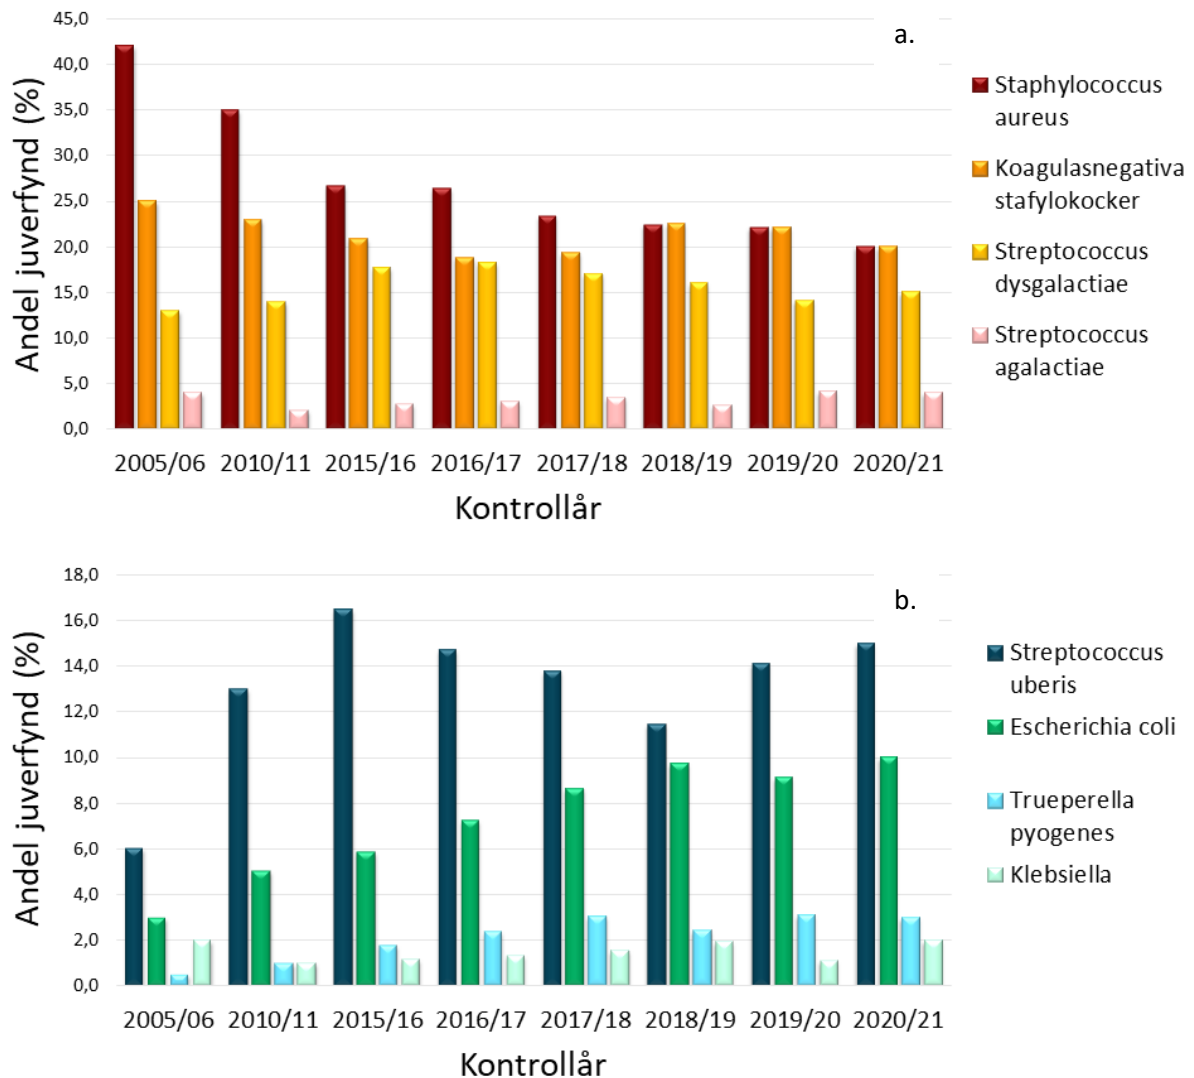 a.
Andel juverfynd (%)
45,0
40,0
35,0
30,0
25,0
20,0
15,0
10,0
5,0
0,0
2005/06 2010/11 2015/16 2016/17 2017/18 2018/19 2019/20 2020/21
Kontrollår
Staphylococcus
aureus
Koagulasnegativa
stafylokocker
Streptococcus
dysgalactiae
Streptococcus
agalactiae
b.
Andel juverfynd (%)
18,0
16,0
14,0
12,0
10,0
8,0
6,0
4,0
2,0
0,0
2005/06 2010/11 2015/16 2016/17 2017/18 2018/19 2019/20 2020/21
Kontrollår
Streptococcus
uberis
Escherichia coli
Trueperella
pyogenes
Klebsiella